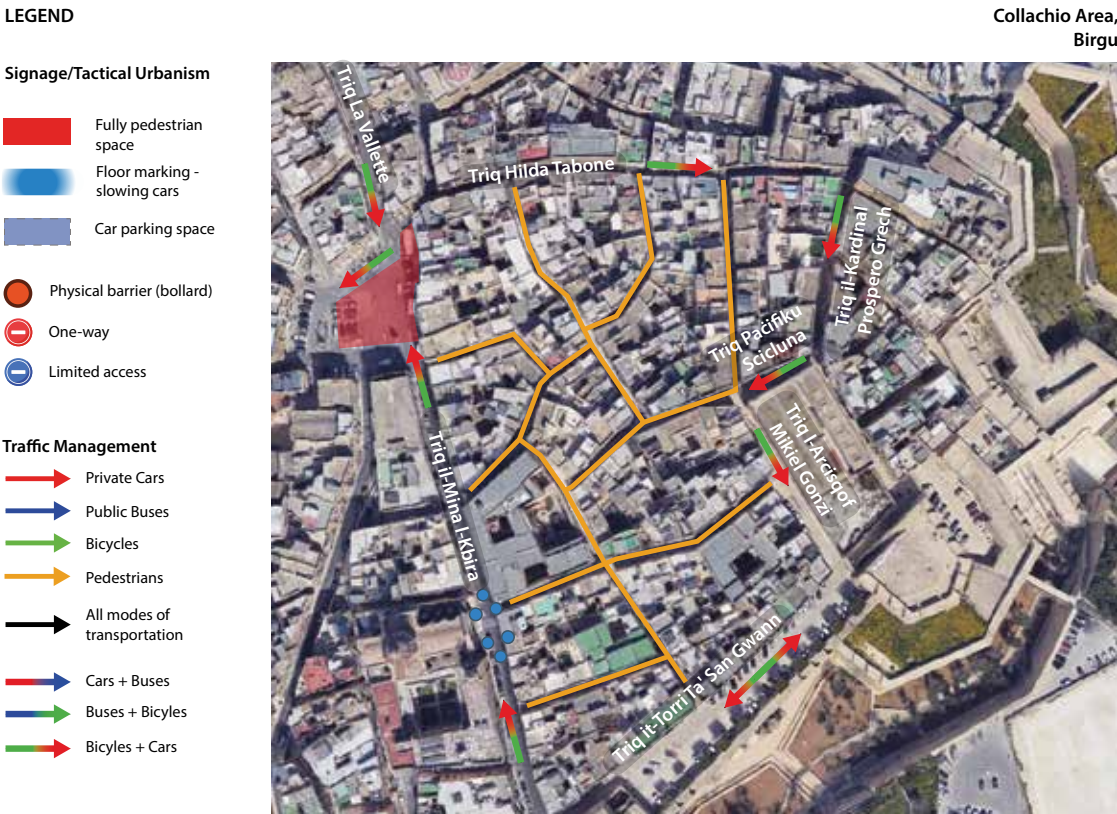 LEGEND
Collachio Area,
Birgu
Signage/Tactical Urbanism
Fully pedestrian
space
Floor marking -
slowing cars
Car parking space
Physical barrier (bollard)
One-way
Limited access
Traffic Management
Private Cars
Public Buses
Bicycles
Pedestrians
All modes of
transportation
Cars + Buses
Buses + Bicyles
Bicyles + Cars
Triq La Vallette
Triq Hilda Tabone
Triq il-Kardinal
Prospero Grech
Triq Pacifiku
Scicluna
Triq l-Arcisqof
Mikiel Gonzi
Triq il-Mina l-Kbira
Triq it-Torri Ta' San Gwann